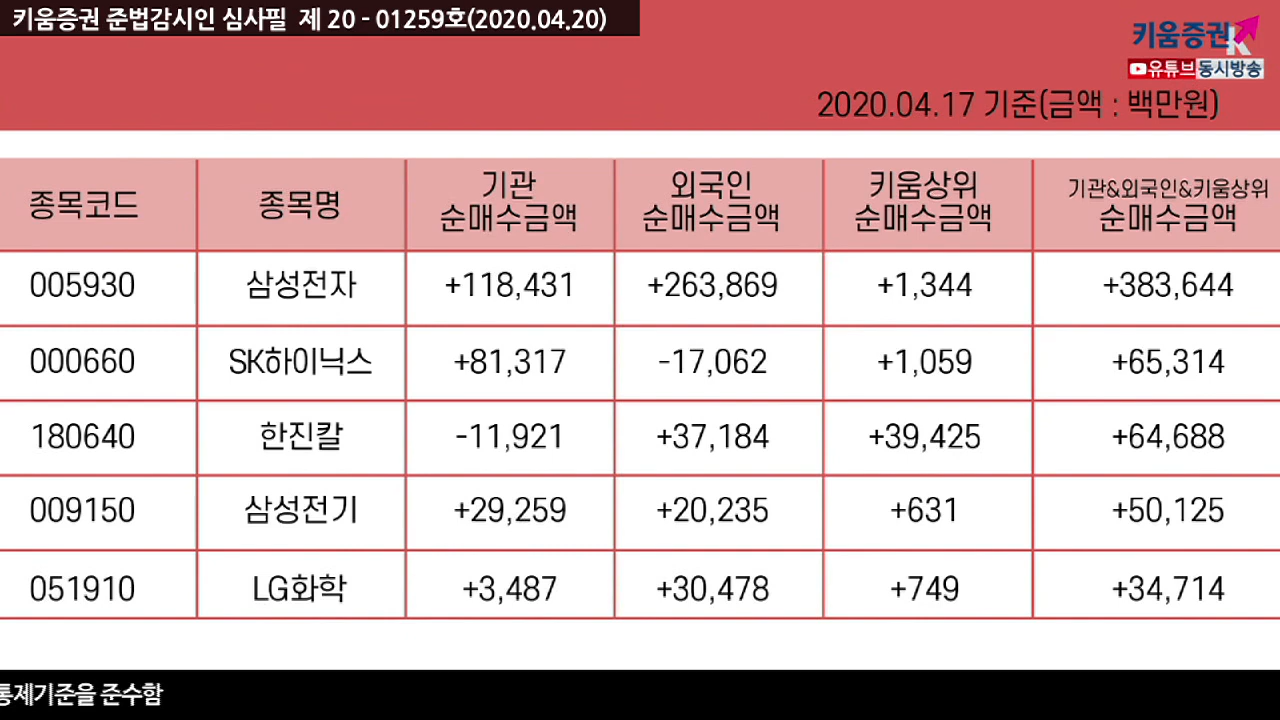 키움증권 준법감시인 심사필 제 20 - 01259호(2020.04.20)
키움증권
유튜브 동시방송
2020.04.17 기준(금액 : 백만원)
종목코드 종목명 기관 순매수금액 외국인 순매수금액 키움상위 순매수금액 기관&외국인&키움상위 순매수금액
005930 삼성전자 +118,431 +263,869 +1,344 +383,644
000660 SK하이닉스 +81,317 -17,062 +1,059 +65,314
180640 한진칼 -11,921 +37,184 +39,425 +64,688
009150 삼성전기 +29,259 +20,235 +631 +50,125
051910 LG화학 +3,487 +30,478 +749 +34,714
통제기준을 준수함